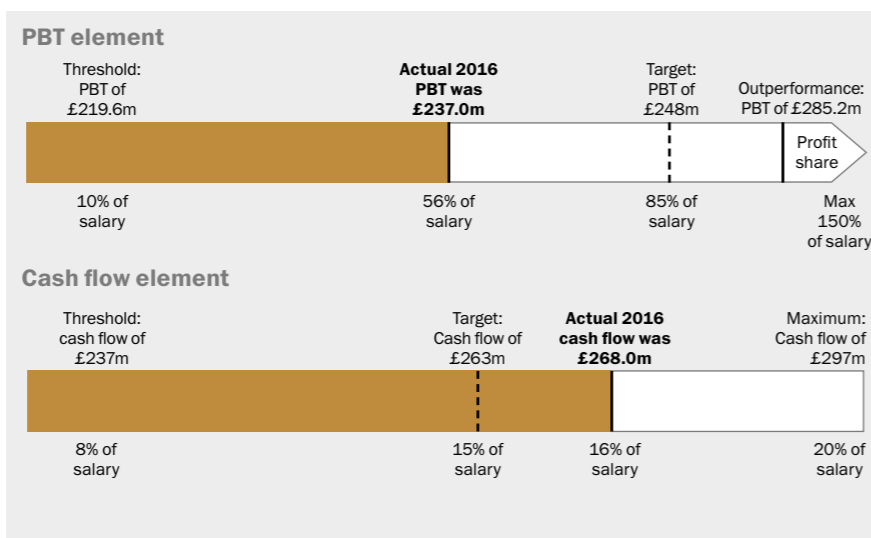 PBT element
Threshold:
PBT of
£219.6m
Actual 2016
PBT was
£237.0m
Target:
PBT of
£248m
Outperformance:
PBT of £285.2m
Profit
share
10% of
salary
56% of
salary
85% of
salary
Max
150%
of salary
Cash flow element
Threshold:
cash flow of
£237m
Target:
Cash flow of
£263m
Actual 2016
cash flow was
£268.0m
Maximum:
Cash flow of
£297m
8% of
salary
15% of
salary
16% of
salary
20% of
salary